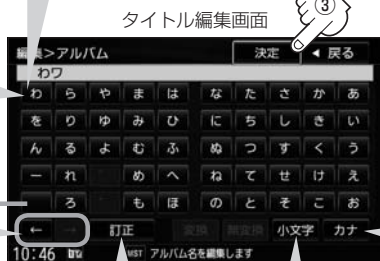 タイトル編集画面
③
編集>アルバム 決定 ◀ 戻る
わワ
わ ら や ま は な た さ か あ
を り ゆ み ひ に ち し き い
ん る よ む ふ ぬ つ す く う
ー れ め へ ね て せ け え
ろ も ほ の と そ こ お
← → 訂正 変換 無変換 小文字 カナ
10:46 MST アルバム名を編集します